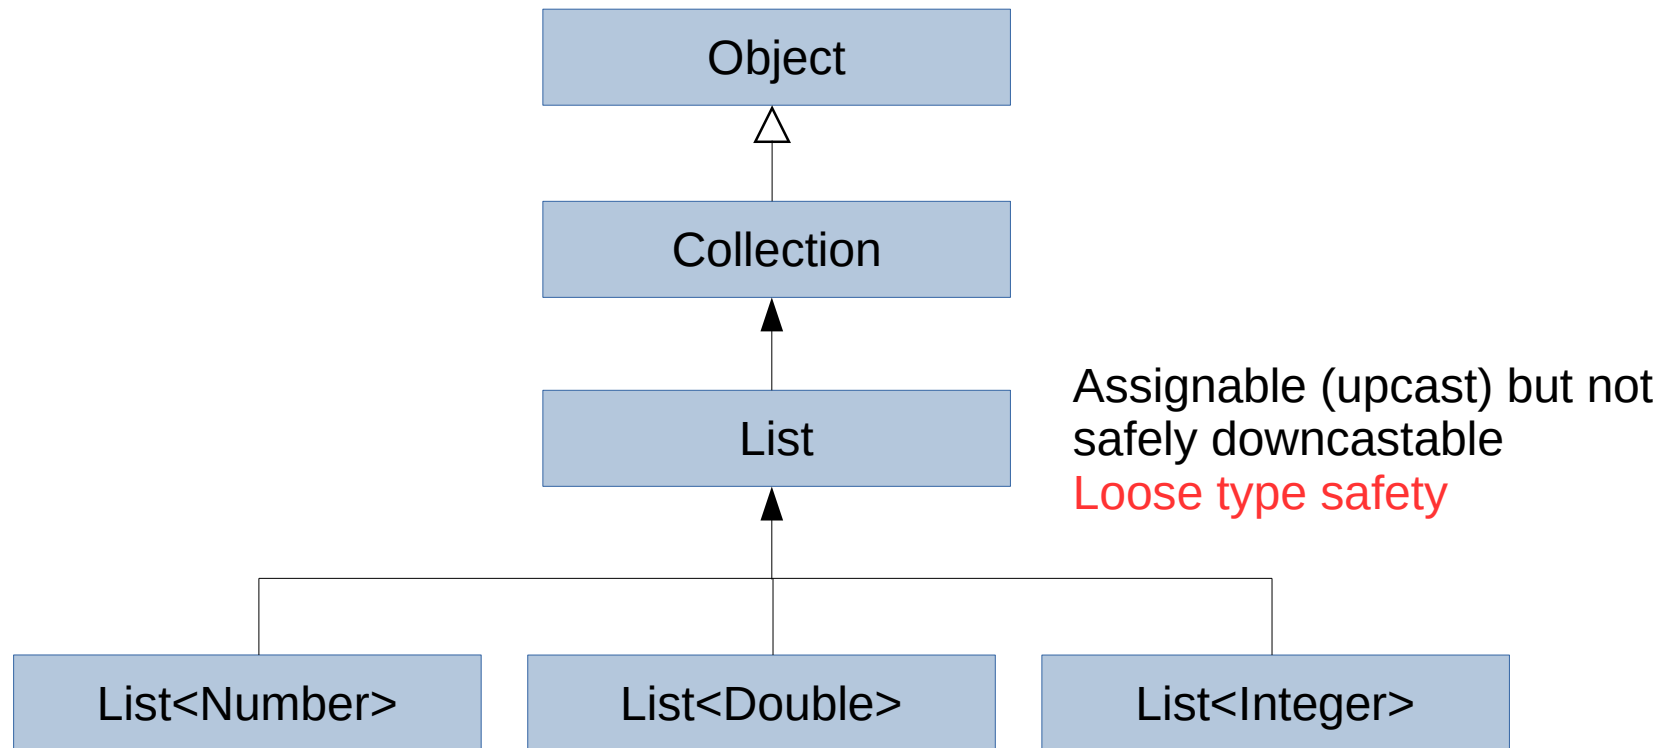 Object
Collection
List
Assignable (upcast) but not
safely downcastable
Loose type safety
List<Number>
List<Double>
List<Integer>